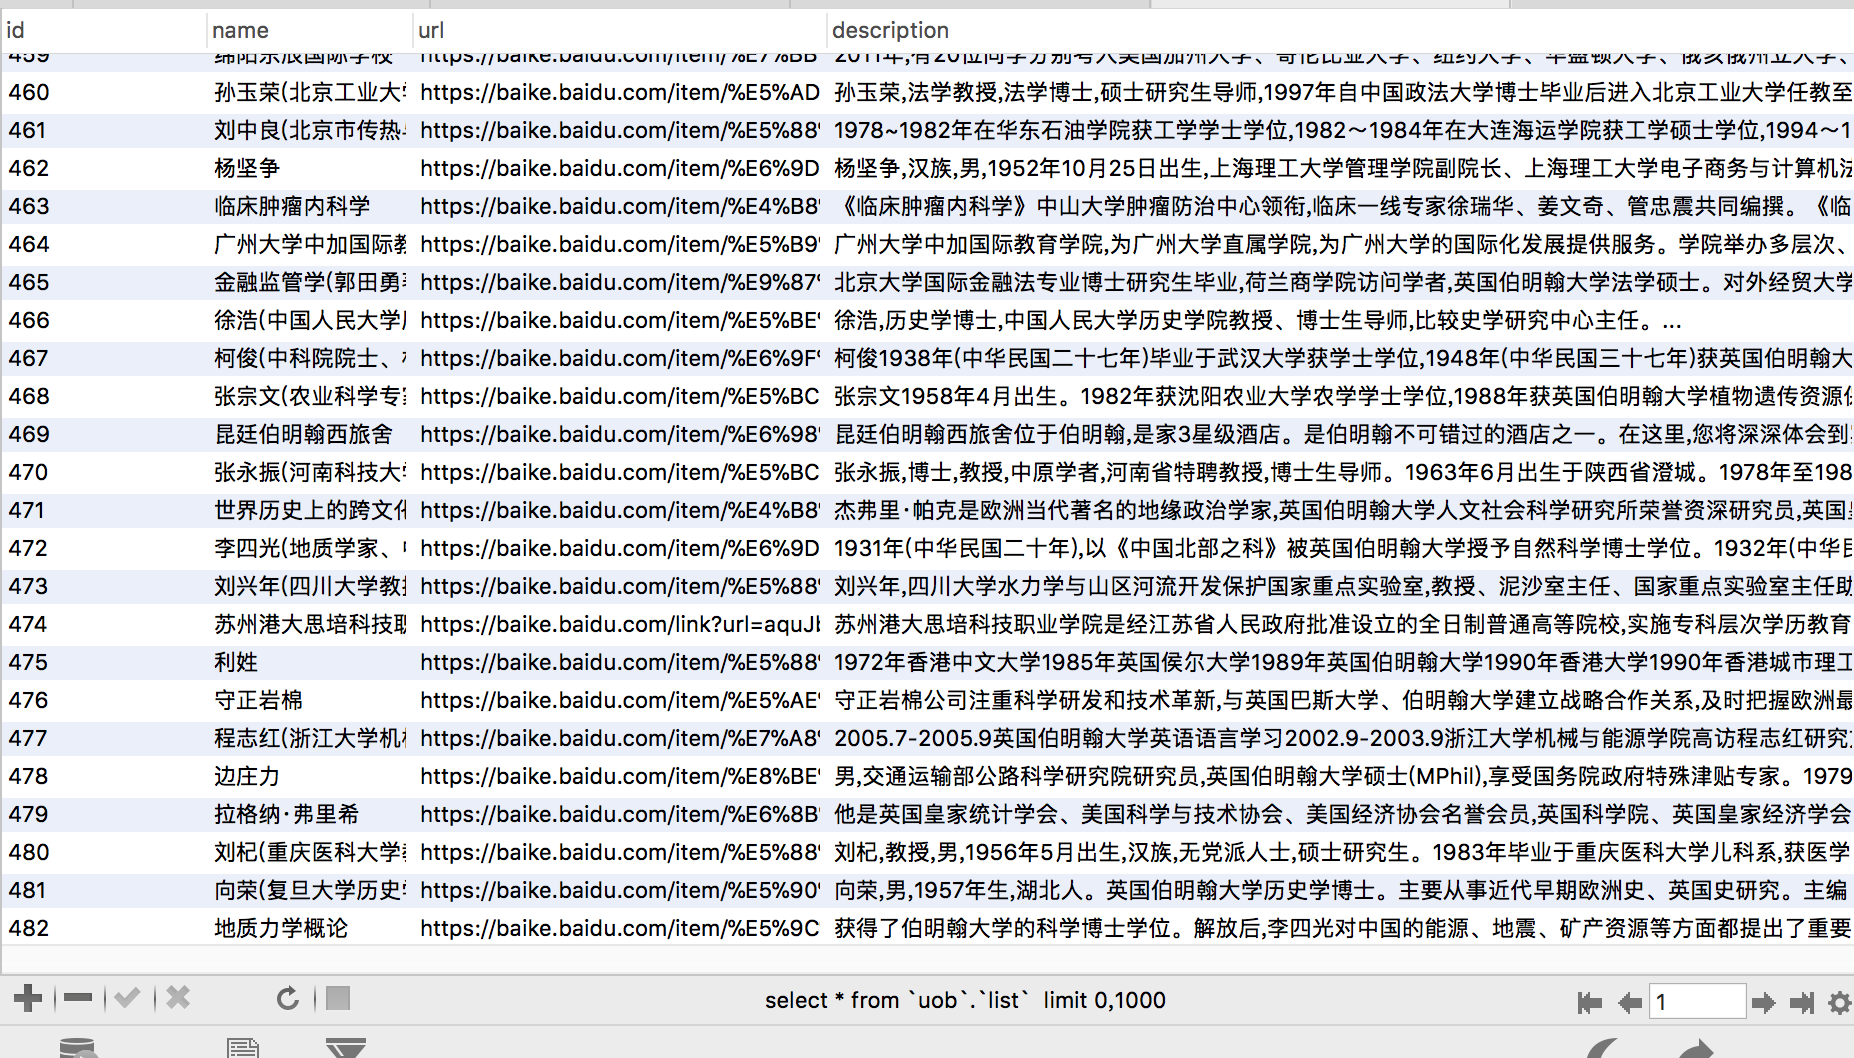 id name url description
460 孙玉荣(北京工业大 https://baike.baidu.com/item/%E5%AD 孙玉荣,法学教授,法学博士,硕士研究生导师,1997年自中国政法大学博士毕业后进入北京工业大学任教至
461 刘中良(北京市传热 https://baike.baidu.com/item/%E5%88 1978~1982年在华东石油学院获工学学士学位,1982～1984年在大连海运学院获工学硕士学位,1994～1
462 杨坚争 https://baike.baidu.com/item/%E6%9D 杨坚争,汉族,男,1952年10月25日出生,上海理工大学管理学院副院长、上海理工大学电子商务与计算机法
463 临床肿瘤内科学 https://baike.baidu.com/item/%E4%B8 《临床肿瘤内科学》中山大学肿瘤防治中心领衔,临床一线专家徐瑞华、姜文奇、管忠震共同编撰。《临
464 广州大学中加国际教 https://baike.baidu.com/item/%E5%B9 广州大学中加国际教育学院,为广州大学直属学院,为广州大学的国际化发展提供服务。学院举办多层次、
465 金融监管学(郭田勇 https://baike.baidu.com/item/%E9%87 北京大学国际金融法专业博士研究生毕业,荷兰商学院访问学者,英国伯明翰大学法学硕士。对外经贸大学
466 徐浩(中国人民大学 https://baike.baidu.com/item/%E5%BE 徐浩,历史学博士,中国人民大学历史学院教授、博士生导师,比较史学研究中心主任。...
467 柯俊(中科院院士、 https://baike.baidu.com/item/%E6%9F 柯俊1938年(中华民国二十七年)毕业于武汉大学获学士学位,1948年(中华民国三十七年)获英国伯明翰大
468 张宗文(农业科学专 https://baike.baidu.com/item/%E5%BC 张宗文1958年4月出生。1982年获沈阳农业大学农学学士学位,1988年获英国伯明翰大学植物遗传资源
469 昆廷伯明翰西旅舍 https://baike.baidu.com/item/%E6%98 昆廷伯明翰西旅舍位于伯明翰,是家3星级酒店。是伯明翰不可错过的酒店之一。在这里,您将深深体会到
470 张永振(河南科技大 https://baike.baidu.com/item/%E5%BC 张永振,博士,教授,中原学者,河南省特聘教授,博士生导师。1963年6月出生于陕西省澄城。1978年至198
471 世界历史上的跨文 https://baike.baidu.com/item/%E4%B8 杰弗里·帕克是欧洲当代著名的地缘政治学家,英国伯明翰大学人文社会科学研究所荣誉资深研究员,英国
472 李四光(地质学家、 https://baike.baidu.com/item/%E6%9D 1931年(中华民国二十年),以《中国北部之科》被英国伯明翰大学授予自然科学博士学位。1932年(中华
473 刘兴年(四川大学教 https://baike.baidu.com/item/%E5%88 刘兴年,四川大学水力学与山区河流开发保护国家重点实验室,教授、泥沙室主任、国家重点实验室主任助
474 苏州港大思培科技职 https://baike.baidu.com/link?url=aquJ 苏州港大思培科技职业学院是经江苏省人民政府批准设立的全日制普通高等院校,实施专科层次学历教育
475 利姓 https://baike.baidu.com/item/%E5%88 1972年香港中文大学1985年英国侯尔大学1989年英国伯明翰大学1990年香港大学1990年香港城市理工
476 守正岩棉 https://baike.baidu.com/item/%E5%AE 守正岩棉公司注重科学研发和技术革新,与英国巴斯大学、伯明翰大学建立战略合作关系,及时把握欧洲最
477 程志红(浙江大学机 https://baike.baidu.com/item/%E7%A8 2005.7-2005.9英国伯明翰大学英语语言学习2002.9-2003.9浙江大学机械与能源学院高访程志红研究
478 边庄力 https://baike.baidu.com/item/%E8%BE 男,交通运输部公路科学研究院研究员,英国伯明翰大学硕士(MPhil),享受国务院政府特殊津贴专家。1979
479 拉格纳·弗里希 https://baike.baidu.com/item/%E6%8B 他是英国皇家统计学会、美国科学与技术协会、美国经济协会名誉会员,英国科学院、英国皇家经济学会
480 刘杞(重庆医科大学 https://baike.baidu.com/item/%E5%88 刘杞,教授,男,1956年5月出生,汉族,无党派人士,硕士研究生。1983年毕业于重庆医科大学儿科系,获医学
481 向荣(复旦大学历史 https://baike.baidu.com/item/%E5%90 向荣,男,1957年生,湖北人。英国伯明翰大学历史学博士。主要从事近代早期欧洲史、英国史研究。主编
482 地质力学概论 https://baike.baidu.com/item/%E5%9C 获得了伯明翰大学的科学博士学位。解放后,李四光对中国的能源、地震、矿产资源等方面都提出了重要
select * from `uob`.`list` limit 0,1000 1